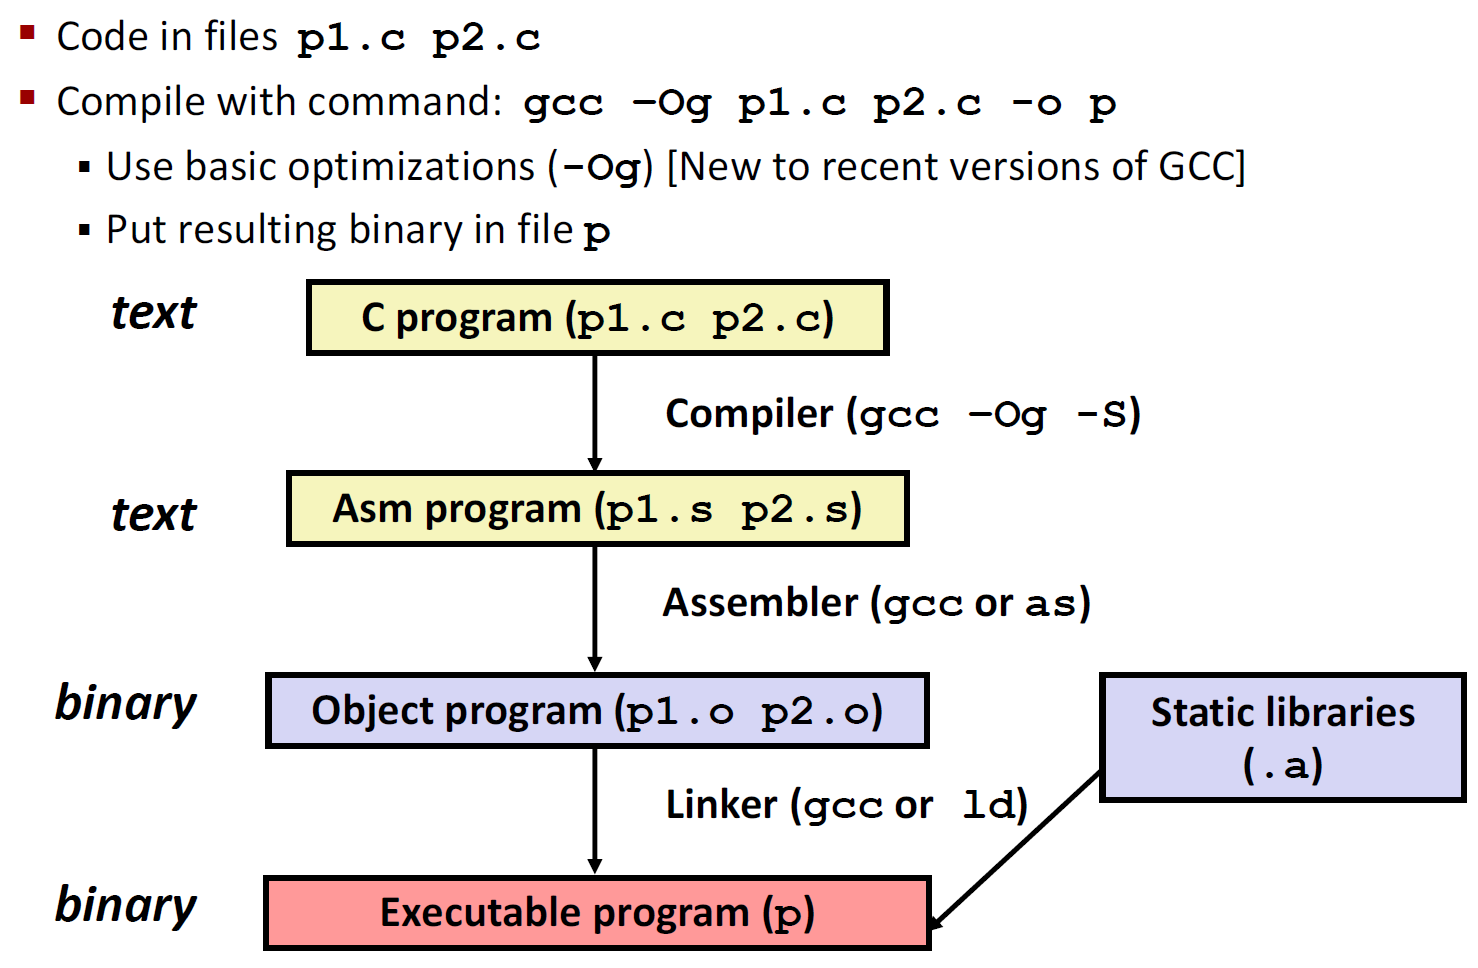 Code in files p1.c p2.c
Compile with command: gcc –Og p1.c p2.c -o p
Use basic optimizations (-Og) [New to recent versions of GCC]
Put resulting binary in file p
text
C program (p1.c p2.c)
Compiler (gcc –Og -S)
text
Asm program (p1.s p2.s)
Assembler (gcc or as)
binary
Object program (p1.o p2.o)
Static libraries
(.a)
Linker (gcc or ld)
binary
Executable program (p)